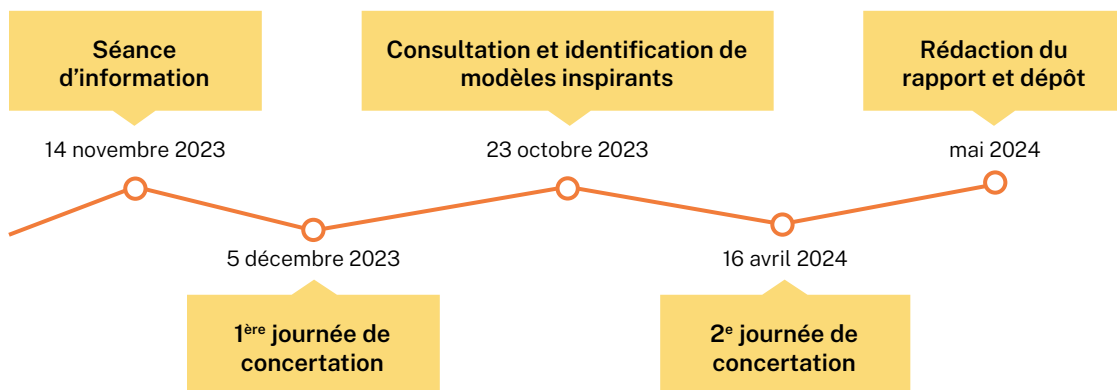 Séance
d'information
14 novembre 2023
5 décembre 2023
1ère journée de
concertation
Consultation et identification de
modèles inspirants
23 octobre 2023
16 avril 2024
2e journée de
concertation
Rédaction du
rapport et dépôt
mai 2024